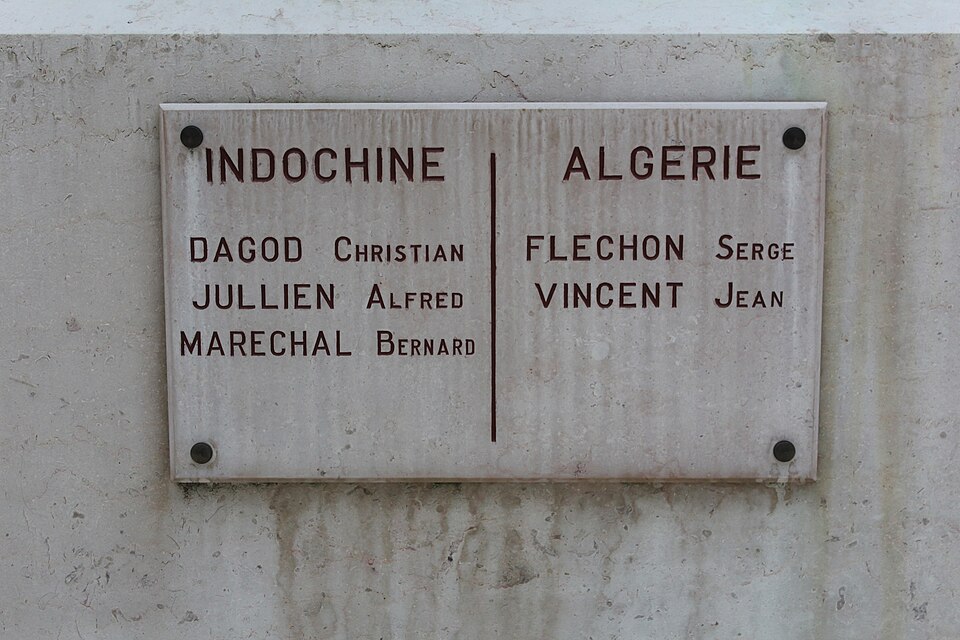 INDOCHINE
DAGOD Christian
JULLIEN Alfred
MARECHAL Bernard
ALGERIE
FLECHON Serge
VINCENT Jean